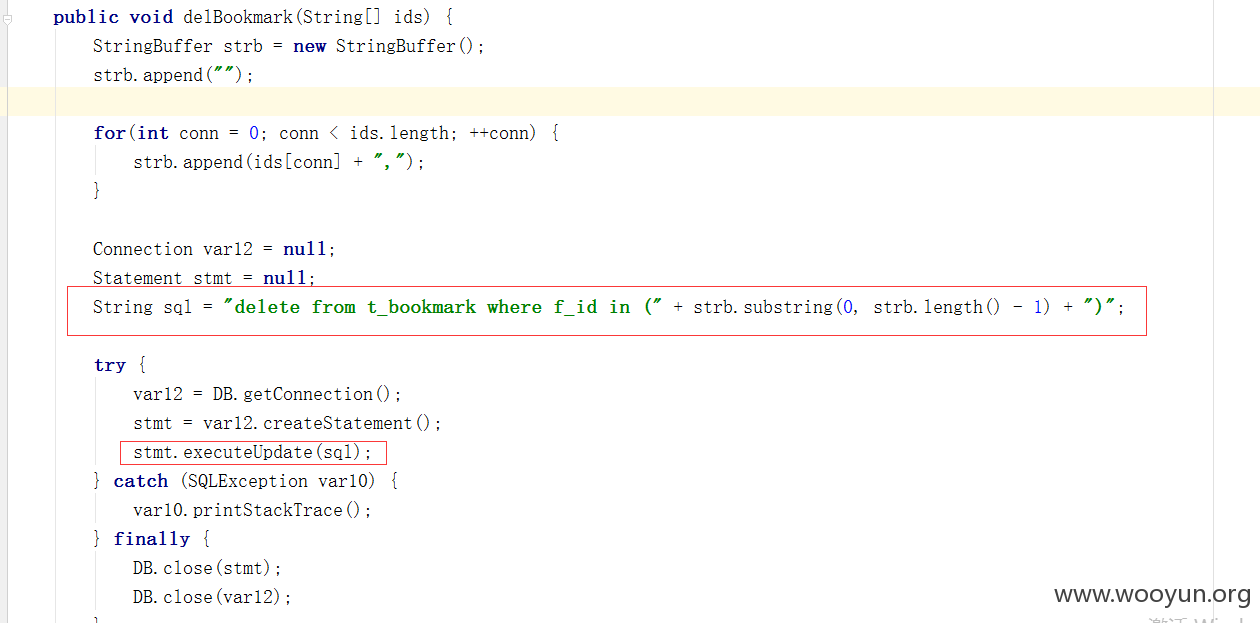 public void delBookmark(String[] ids) {
StringBuffer strb = new StringBuffer();
strb.append("");
for(int conn = 0; conn < ids.length; ++conn) {
strb.append(ids[conn] + ",");
}
Connection var12 = null;
Statement stmt = null;
String sql = "delete from t_bookmark where f_id in (" + strb.substring(0, strb.length() - 1) + ")";
try {
var12 = DB.getConnection();
stmt = var12.createStatement();
stmt.executeUpdate(sql);
} catch (SQLException var10) {
var10.printStackTrace();
} finally {
DB.close(stmt);
DB.close(var12);
www.wooyun.org